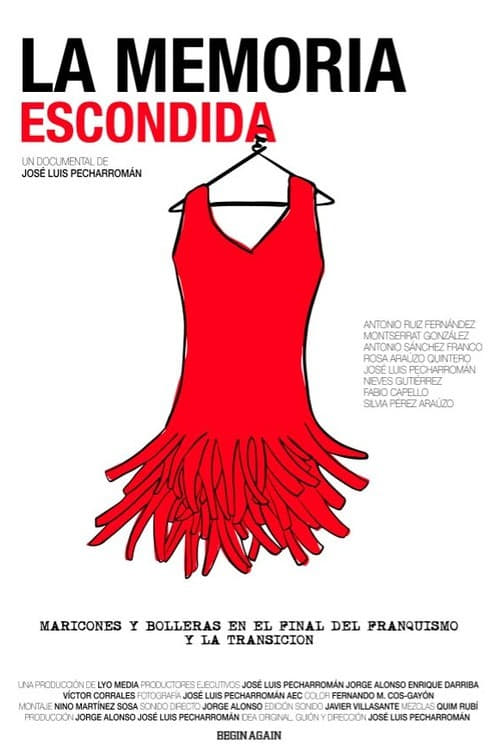 LA MEMORIA
ESCONDIDA
UN DOCUMENTAL DE
JOSÉ LUIS PECHARROMÁN
ANTONIO RUIZ FERNÁNDEZ
MONTSERRAT GONZÁLEZ
ANTONIO SÁNCHEZ FRANCO
ROSA ARAÚZO QUINTERO
JOSÉ LUIS PECHARROMÁN
NIEVES GUTIÉRREZ
FABIO CAPELLO
SILVIA PÉREZ ARAÚZO
MARICONES Y BOLLERAS EN EL FINAL DEL FRANQUISMO
Y LA TRANSICION
UNA PRODUCCIÓN DE LYO MEDIA PRODUCTORES EJECUTIVOS JOSÉ LUIS PECHARROMÁN JORGE ALONSO ENRIQUE DARRIBA
VÍCTOR CORRALES FOTOGRAFÍA JOSÉ LUIS PECHARROMÁN AEC COLOR FERNANDO M. COS-GAYÓN
MONTAJE NINO MARTÍNEZ SOSA SONIDO DIRECTO JORGE ALONSO EDICIÓN SONIDO JAVIER VILLASANTE MEZCLAS QUIM RUBÍ
PRODUCCIÓN JORGE ALONSO JOSÉ LUIS PECHARROMÁN IDEA ORIGINAL, GUIÓN Y DIRECCIÓN JOSÉ LUIS PECHARROMÁN
BEGIN AGAIN